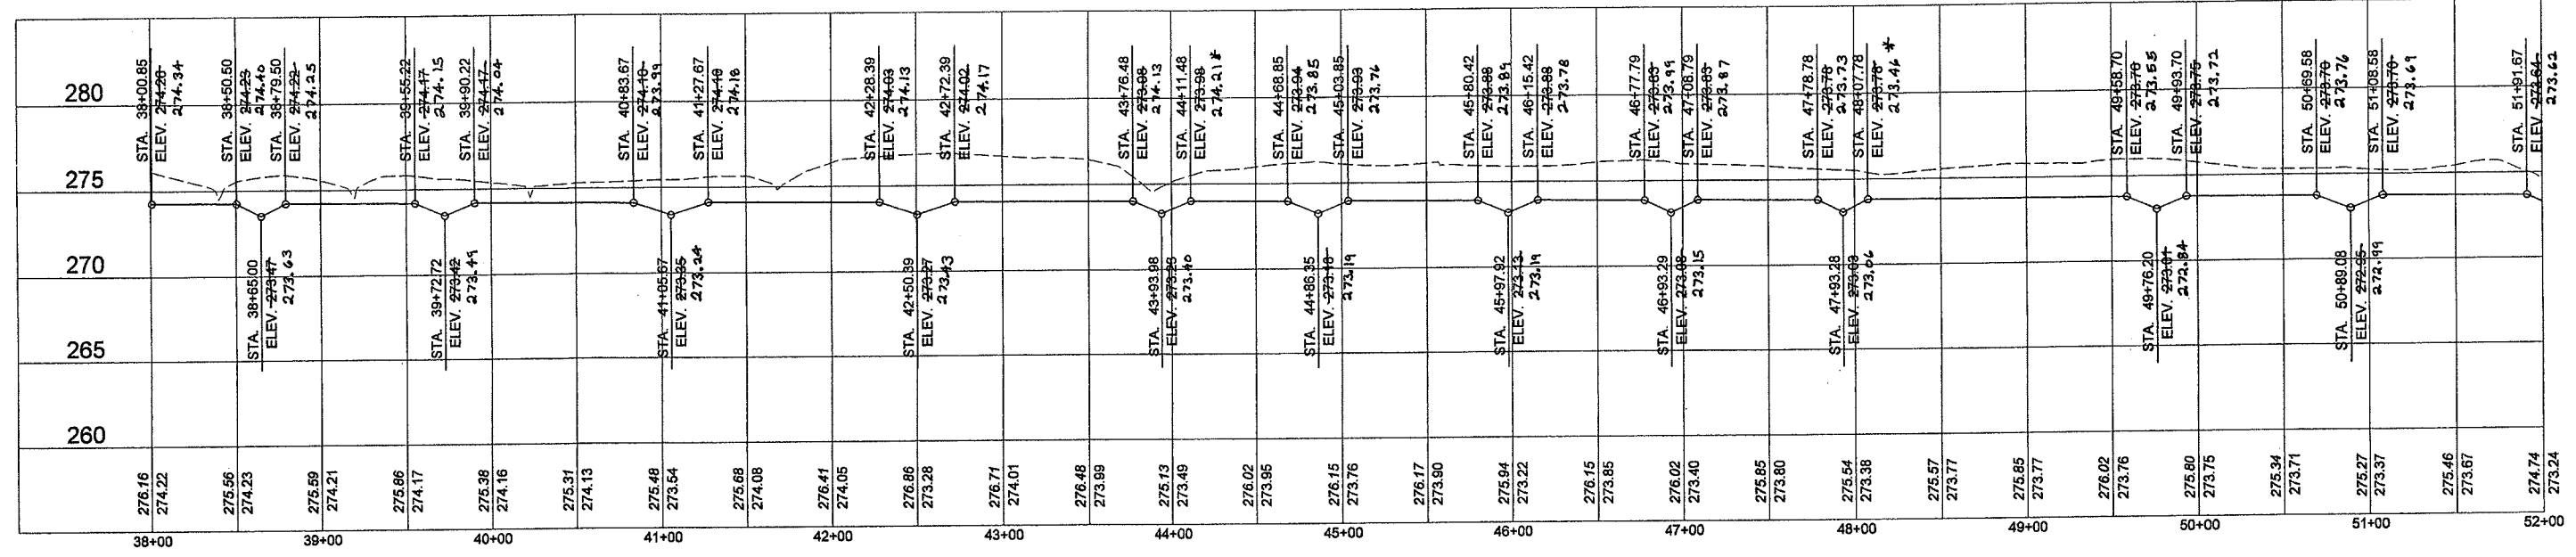 280
275
270
265
260
STA. 38+00.85
ELEV. 274.26
274.34
STA. 38+50.50
ELEV. 274.23
274.40
STA. 38+79.50
ELEV. 274.22
274.25
STA. 39+55.22
ELEV. 274.17
274.15
STA. 39+90.22
ELEV. 274.17
274.04
STA. 40+83.67
ELEV. 274.10
273.99
STA. 41+27.67
ELEV. 274.10
274.18
STA. 42+28.39
ELEV. 274.03
274.13
STA. 42+72.39
ELEV. 274.02
274.17
STA. 43+76.48
ELEV. 273.98
274.13
STA. 44+11.48
ELEV. 273.98
274.21*
STA. 44+68.85
ELEV. 273.94
273.85
STA. 45+03.85
ELEV. 273.93
273.76
STA. 45+80.42
ELEV. 273.88
273.89
STA. 46+15.42
ELEV. 273.88
273.78
STA. 46+77.79
ELEV. 273.83
273.99
STA. 47+08.79
ELEV. 273.83
273.87
STA. 47+78.78
ELEV. 273.78
273.73
STA. 48+07.78
ELEV. 273.78
273.46*
STA. 49+58.70
ELEV. 273.76
273.55
STA. 49+93.70
ELEV. 273.75
273.72
STA. 50+69.58
ELEV. 273.70
273.76
STA. 51+08.58
ELEV. 273.70
273.69
STA. 51+91.67
ELEV. 273.64
273.62
STA. 38+65.00
ELEV. 273.47
273.63
STA. 39+72.72
ELEV. 273.42
273.49
STA. 41+05.67
ELEV. 273.35
273.24
STA. 42+50.39
ELEV. 273.27
273.43
STA. 43+93.98
ELEV. 273.23
273.40
STA. 44+86.35
ELEV. 273.18
273.19
STA. 45+97.92
ELEV. 273.13
273.19
STA. 46+93.29
ELEV. 273.08
273.15
STA. 47+93.28
ELEV. 273.03
273.06
STA. 49+76.20
ELEV. 273.01
272.84
STA. 50+89.08
ELEV. 272.95
272.99
276.16
274.22
275.56
274.23
275.59
274.21
275.86
274.17
275.38
274.16
275.31
274.13
275.48
273.54
275.68
274.08
276.41
274.05
276.86
273.28
276.71
274.01
276.48
273.99
275.13
273.49
276.02
273.95
276.15
273.76
276.17
273.90
275.94
273.22
276.15
273.85
276.02
273.40
275.85
273.80
275.54
273.38
275.57
273.77
275.85
273.77
276.02
273.76
275.80
273.75
275.34
273.71
275.27
273.37
275.46
273.67
274.74
273.24
38+00
39+00
40+00
41+00
42+00
43+00
44+00
45+00
46+00
47+00
48+00
49+00
50+00
51+00
52+00